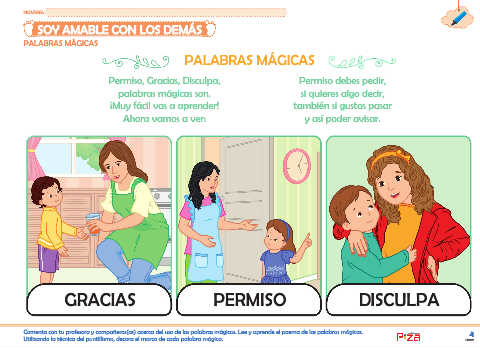 NOMBRE:
SOY AMABLE CON LOS DEMÁS
PALABRAS MÁGICAS
PALABRAS MÁGICAS
Permiso, Gracias, Disculpa,
palabras mágicas son.
¡Muy fácil vas a aprender!
Ahora vamos a ver:
Permiso debes pedir,
si quieres algo decir,
también si gustas pasar
y así poder avisar.
GRACIAS
PERMISO
DISCULPA
Comenta con tu profesora y compañeros(as) acerca del uso de las palabras mágicas. Lee y aprende el poema de las palabras mágicas.
Utilizando la técnica del puntillismo, decora el marco de cada palabra mágica.